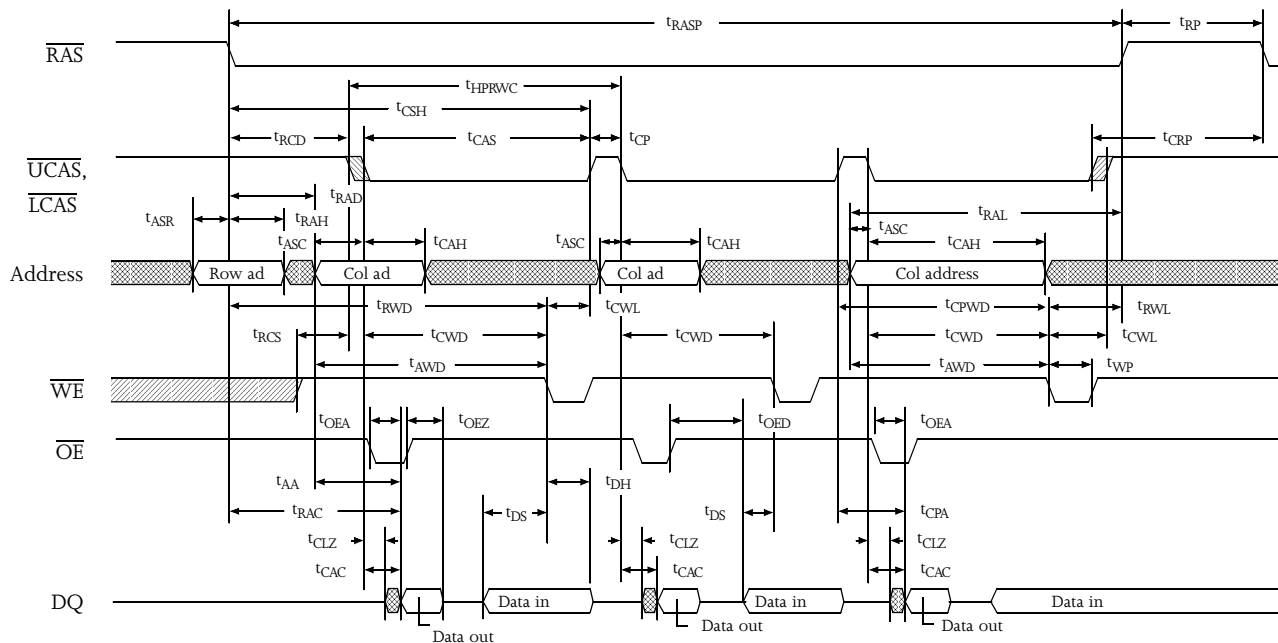 tRASP tRP
RAS
tHPRWC
tCSH
tRCD tCAS tCP tCRP
UCAS,
LCAS
tRAD
tASR tRAH tRAL
tASC tCAH tASC tCAH tASC tCAH
Address Row ad Col ad Col ad Col address
tRWD tCWL tCPWD tRWL
tRCS tCWD tCWD tCWD tCWL
tAWD tAWD tWP
WE
tOEA tOEZ tOED tOEA
OE
tAA tDH
tRAC tDS tDS tCPA
tCLZ tCLZ tCLZ
tCAC tCAC tCAC
DQ Data in Data in Data in
Data out Data out Data out